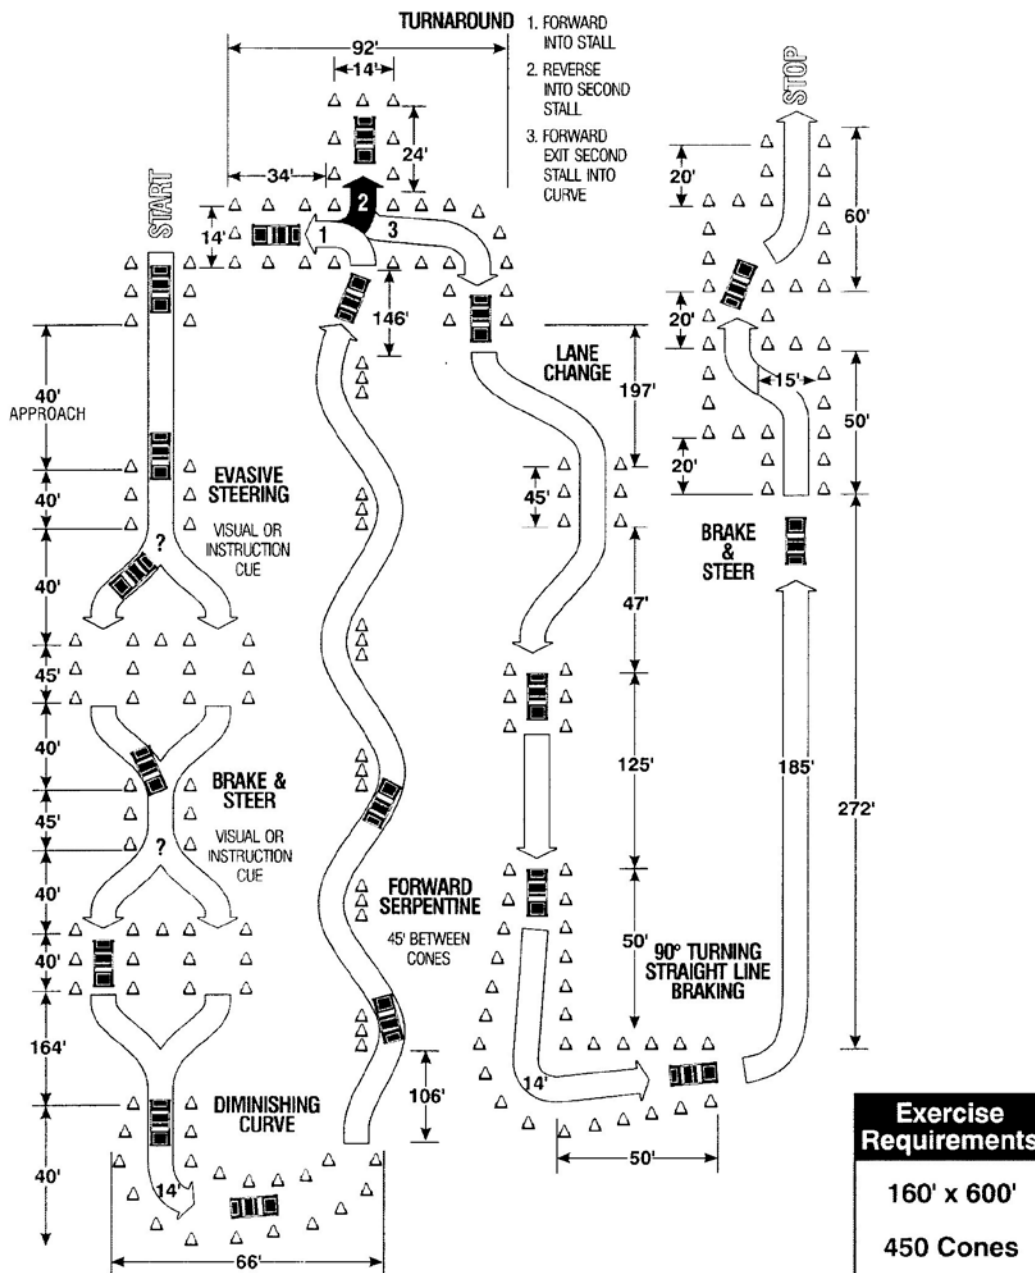 TURNAROUND
1. FORWARD
INTO STALL
2. REVERSE
INTO SECOND
STALL
3. FORWARD
EXIT SECOND
STALL INTO
CURVE
92'
14'
24'
34'
14'
2
1
3
START
146'
40'
APPROACH
40'
EVASIVE
STEERING
VISUAL OR
INSTRUCTION
CUE
?
40'
45'
40'
BRAKE &
STEER
45'
VISUAL OR
INSTRUCTION
CUE
?
40'
40'
164'
DIMINISHING
CURVE
40'
14'
66'
FORWARD
SERPENTINE
45' BETWEEN
CONES
106'
LANE
CHANGE
197'
45'
47'
125'
50'
90° TURNING
STRAIGHT LINE
BRAKING
14'
50'
185'
272'
BRAKE
&
STEER
STOP
20'
60'
20'
15'
50'
20'
Exercise
Requirements
160' x 600'
450 Cones